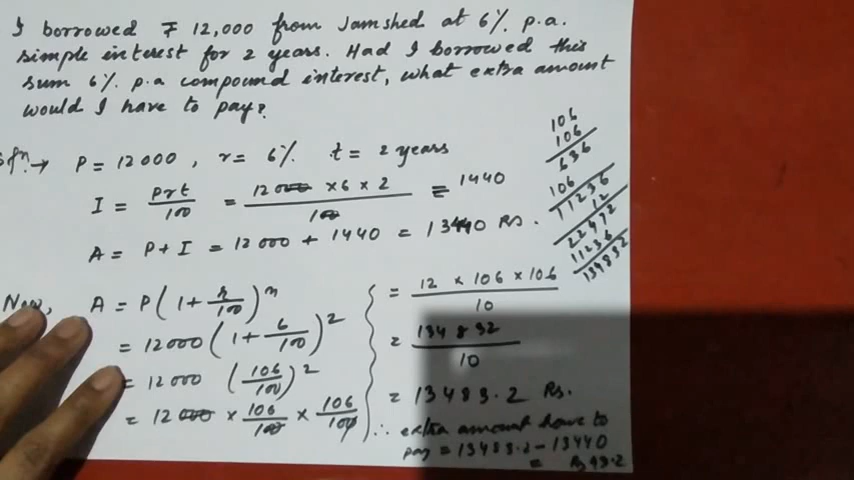 I borrowed ₹ 12,000 from Jamshed at 6% p.a.
simple interest for 2 years. Had I borrowed this
sum 6% p.a compound interest, what extra amount
would I have to pay?
Sol^n. → P = 12000 , r = 6% t = 2 years
I = prt/100 = 12000 × 6 × 2/100 = 1440
A = P + I = 12000 + 1440 = 13440 Rs.
Now, A = P(1 + r/100)^n
= 12000 (1 + 6/100)^2
= 12000 (106/100)^2
= 12000 × 106/100 × 106/100
= 12 × 106 × 106/10
= 134832/10
= 13483.2 Rs.
∴ extra amount have to
pay = 13483.2 - 13440
= Rs 43.2
106
106
636
106
11236
12
22472
11236
134832